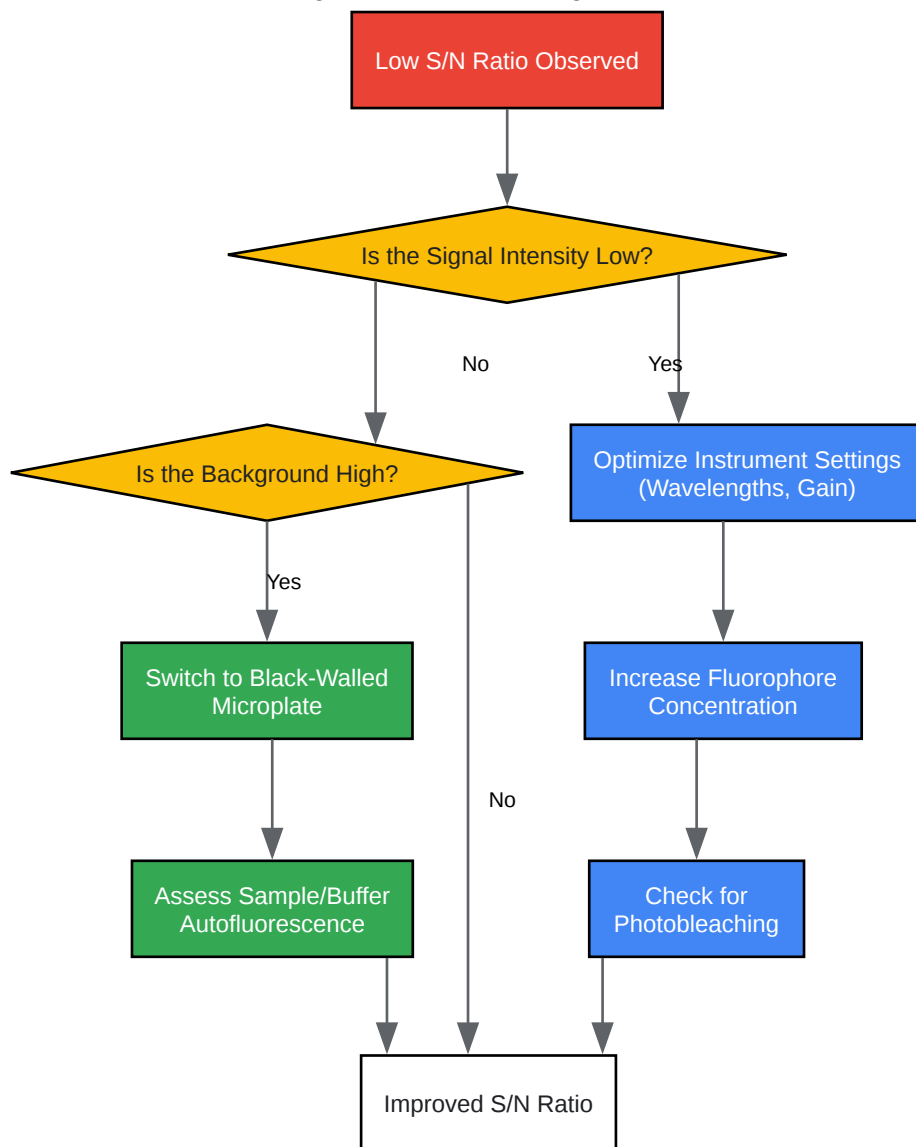 Low S/N Ratio Observed
Is the Signal Intensity Low?
No
Yes
Is the Background High?
Optimize Instrument Settings
(Wavelengths, Gain)
Yes
Switch to Black-Walled
Microplate
Increase Fluorophore
Concentration
No
Assess Sample/Buffer
Autofluorescence
Check for
Photobleaching
Improved S/N Ratio